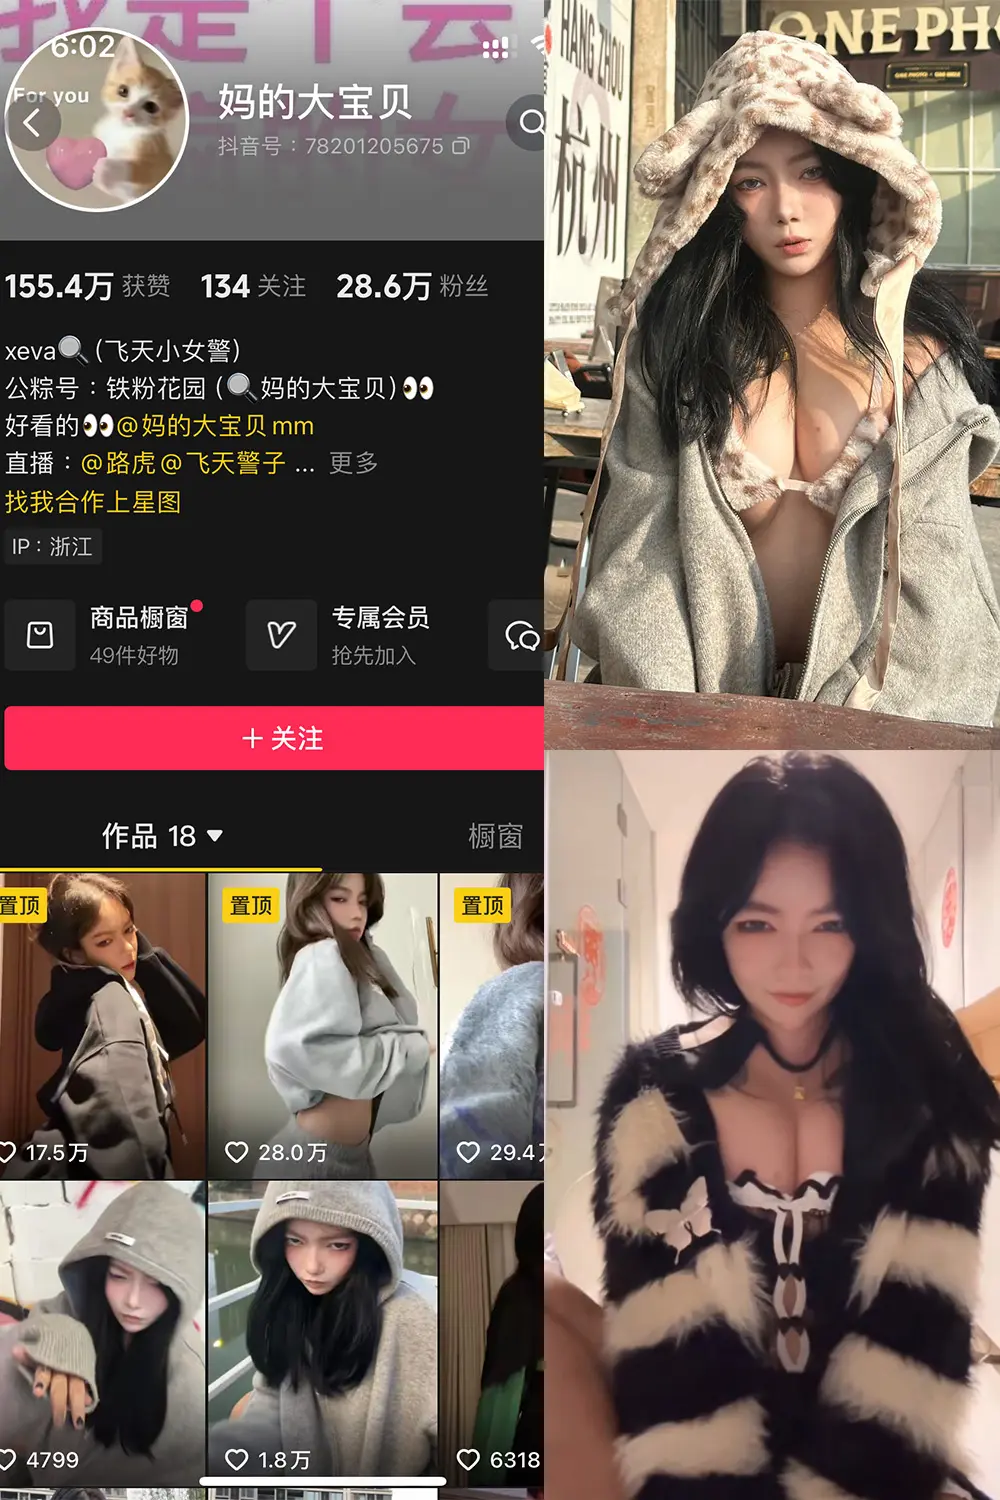 6:02
For you
妈的大宝贝
抖音号：78201205675
155.4万 获赞 134 关注 28.6万 粉丝
xeva🔍 (飞天小女警)
公粽号：铁粉花园 (🔍妈的大宝贝)👀
好看的👀@妈的大宝贝mm
直播：@路虎@飞天警子 ... 更多
找我合作上星图
IP：浙江
商品橱窗
49件好物
专属会员
抢先加入
+ 关注
作品 18
橱窗
置顶
置顶
置顶
17.5万
28.0万
29.4万
4799
1.8万
6318
HANG ZHOU
杭州
ONE PHO